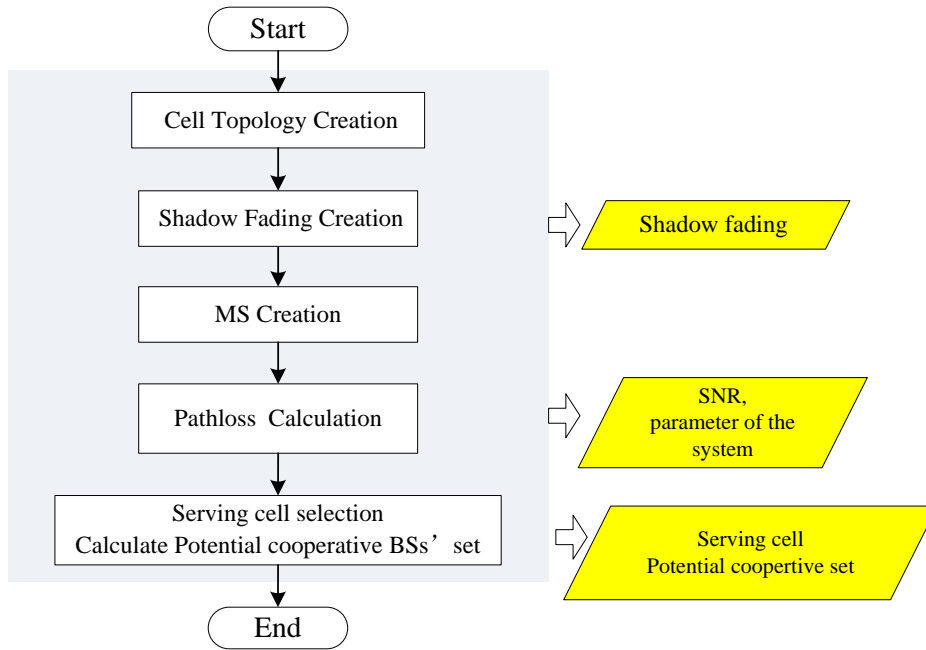 Start
Cell Topology Creation
Shadow Fading Creation
Shadow fading
MS Creation
Pathloss Calculation
SNR,
parameter of the
system
Serving cell selection
Calculate Potential cooperative BSs’ set
Serving cell
Potential coopertive set
End